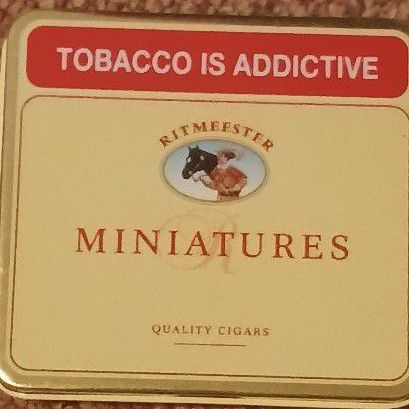 TOBACCO IS ADDICTIVE
RITMEESTER
R
MINIATURES
QUALITY CIGARS